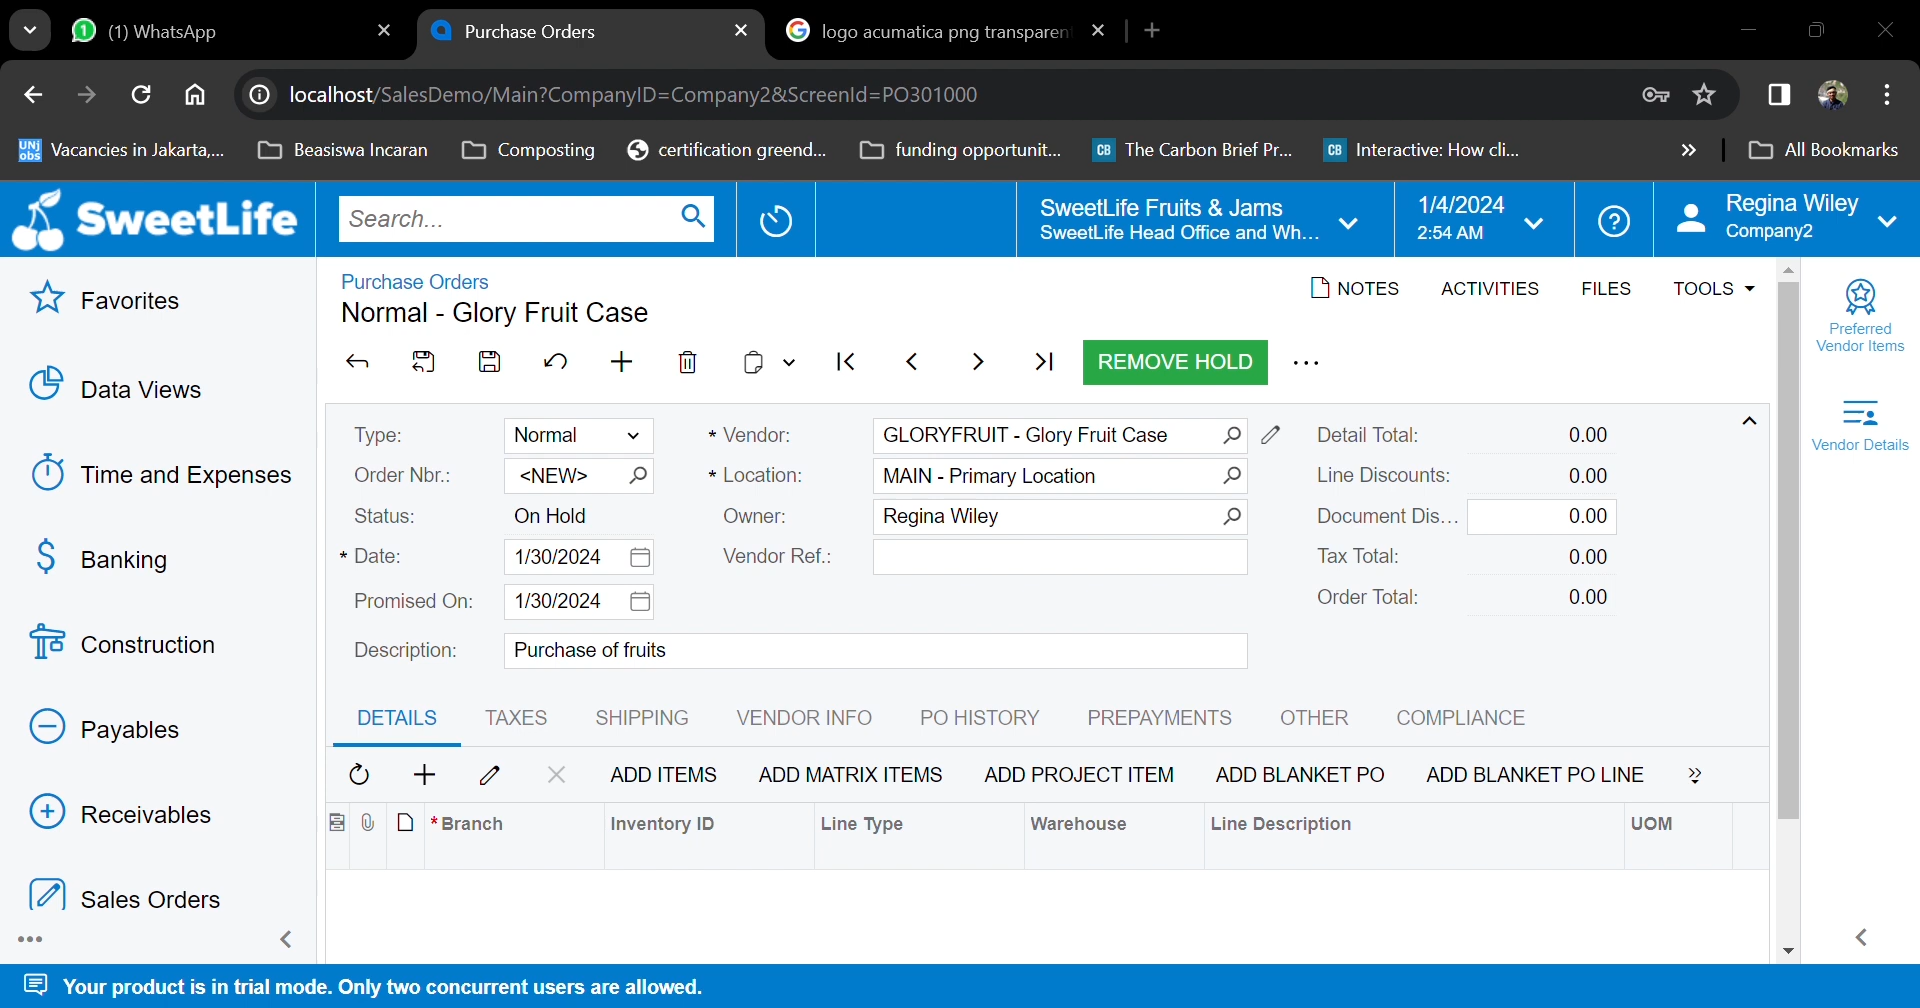 (1) WhatsApp
Purchase Orders
logo acumatica png transparen
localhost/SalesDemo/Main?CompanyID=Company2&ScreenId=PO301000
UNj obs Vacancies in Jakarta,...
Beasiswa Incaran
Composting
certification greend...
funding opportunit...
CB The Carbon Brief Pr...
CB Interactive: How cli...
All Bookmarks
SweetLife
Search...
SweetLife Fruits & Jams
SweetLife Head Office and Wh...
1/4/2024
2:54 AM
Regina Wiley
Company2
Favorites
Data Views
Time and Expenses
Banking
Construction
Payables
Receivables
Sales Orders
Purchase Orders
Normal - Glory Fruit Case
NOTES ACTIVITIES FILES TOOLS
REMOVE HOLD
Type: Normal
Order Nbr.: <NEW>
Status: On Hold
* Date: 1/30/2024
Promised On: 1/30/2024
Description: Purchase of fruits
* Vendor: GLORYFRUIT - Glory Fruit Case
* Location: MAIN - Primary Location
Owner: Regina Wiley
Vendor Ref.:
Detail Total: 0.00
Line Discounts: 0.00
Document Dis... 0.00
Tax Total: 0.00
Order Total: 0.00
DETAILS TAXES SHIPPING VENDOR INFO PO HISTORY PREPAYMENTS OTHER COMPLIANCE
ADD ITEMS ADD MATRIX ITEMS ADD PROJECT ITEM ADD BLANKET PO ADD BLANKET PO LINE
* Branch Inventory ID Line Type Warehouse Line Description UOM
Preferred
Vendor Items
Vendor Details
Your product is in trial mode. Only two concurrent users are allowed.